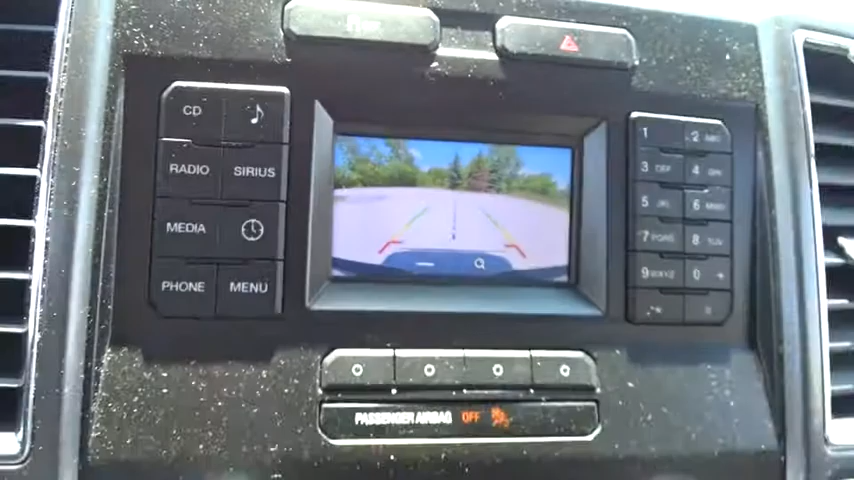 CD
RADIO SIRIUS
MEDIA
PHONE MENU
1 2 ABC
3 DEF 4 GHI
5 JKL 6 MNO
7 PQRS 8 TUV
9 WXYZ 0
PASSENGER AIRBAG OFF